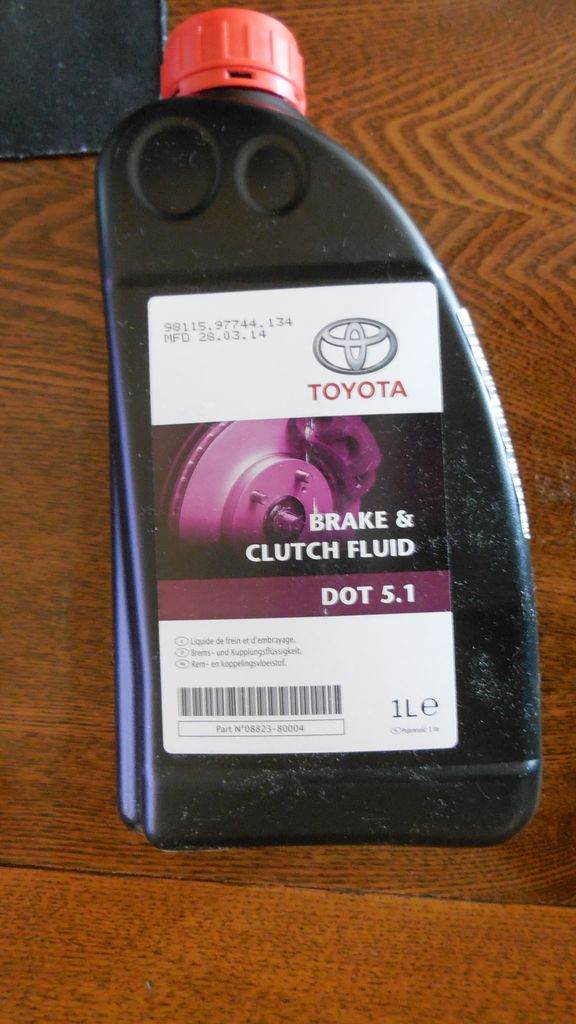 98115.97744.134
MFD 28.03.14
TOYOTA
BRAKE &
CLUTCH FLUID
DOT 5.1
Liquide de frein et d'embrayage.
Brems- und Kupplungsflüssigkeit.
Rem- en koppelingsvloeistof.
1L e
Part N°08823-80004